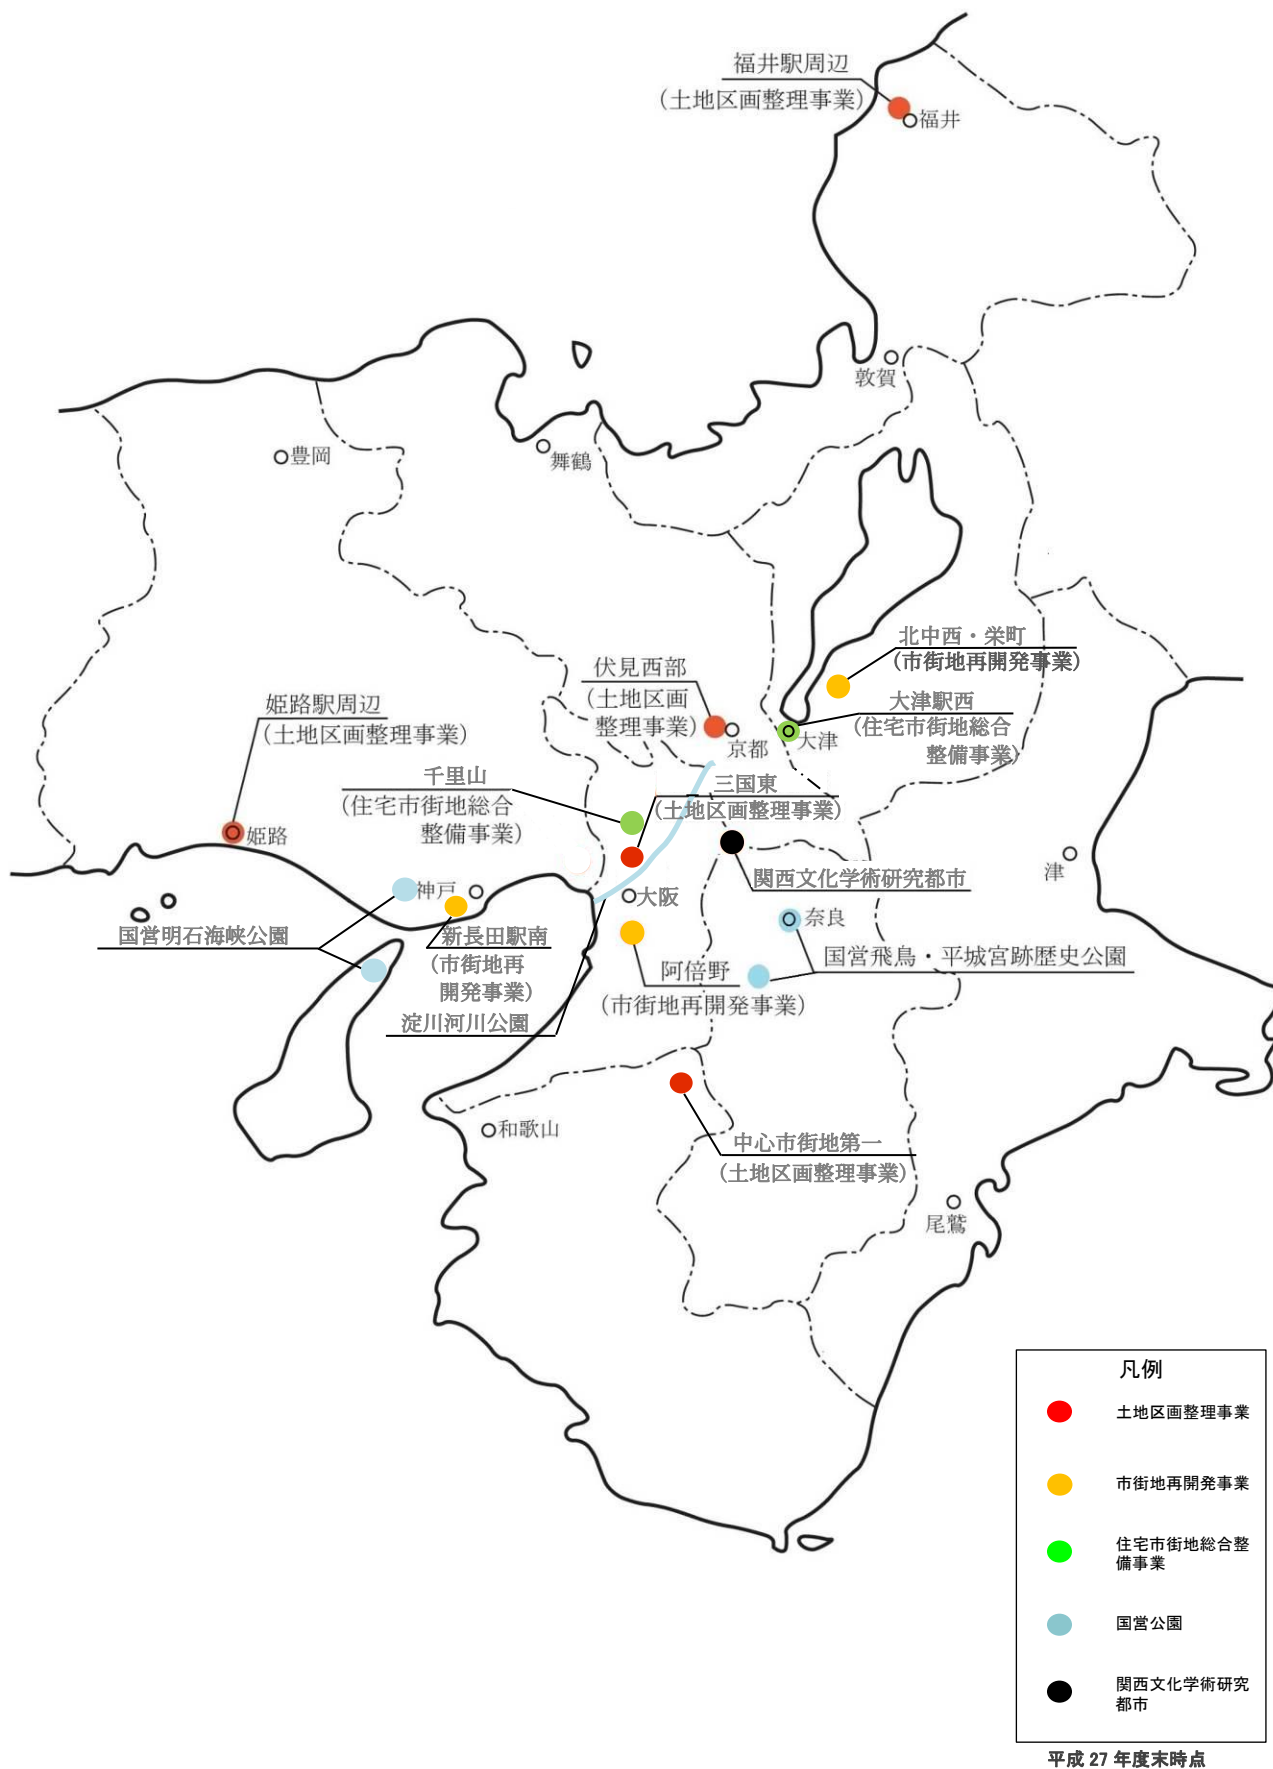 福井駅周辺
(土地区画整理事業)
福井
敦賀
豊岡
舞鶴
北中西・栄町
(市街地再開発事業)
伏見西部
(土地区画
整理事業)
京都
大津駅西
(住宅市街地総合
整備事業)
大津
姫路駅周辺
(土地区画整理事業)
姫路
千里山
(住宅市街地総合
整備事業)
三国東
(土地区画整理事業)
関西文化学術研究都市
津
神戸
大阪
奈良
国営明石海峡公園
新長田駅南
(市街地再
開発事業)
阿倍野
(市街地再開発事業)
国営飛鳥・平城宮跡歴史公園
淀川河川公園
和歌山
中心市街地第一
(土地区画整理事業)
尾鷲
凡例
土地区画整理事業
市街地再開発事業
住宅市街地総合整
備事業
国営公園
関西文化学術研究
都市
平成 27 年度末時点